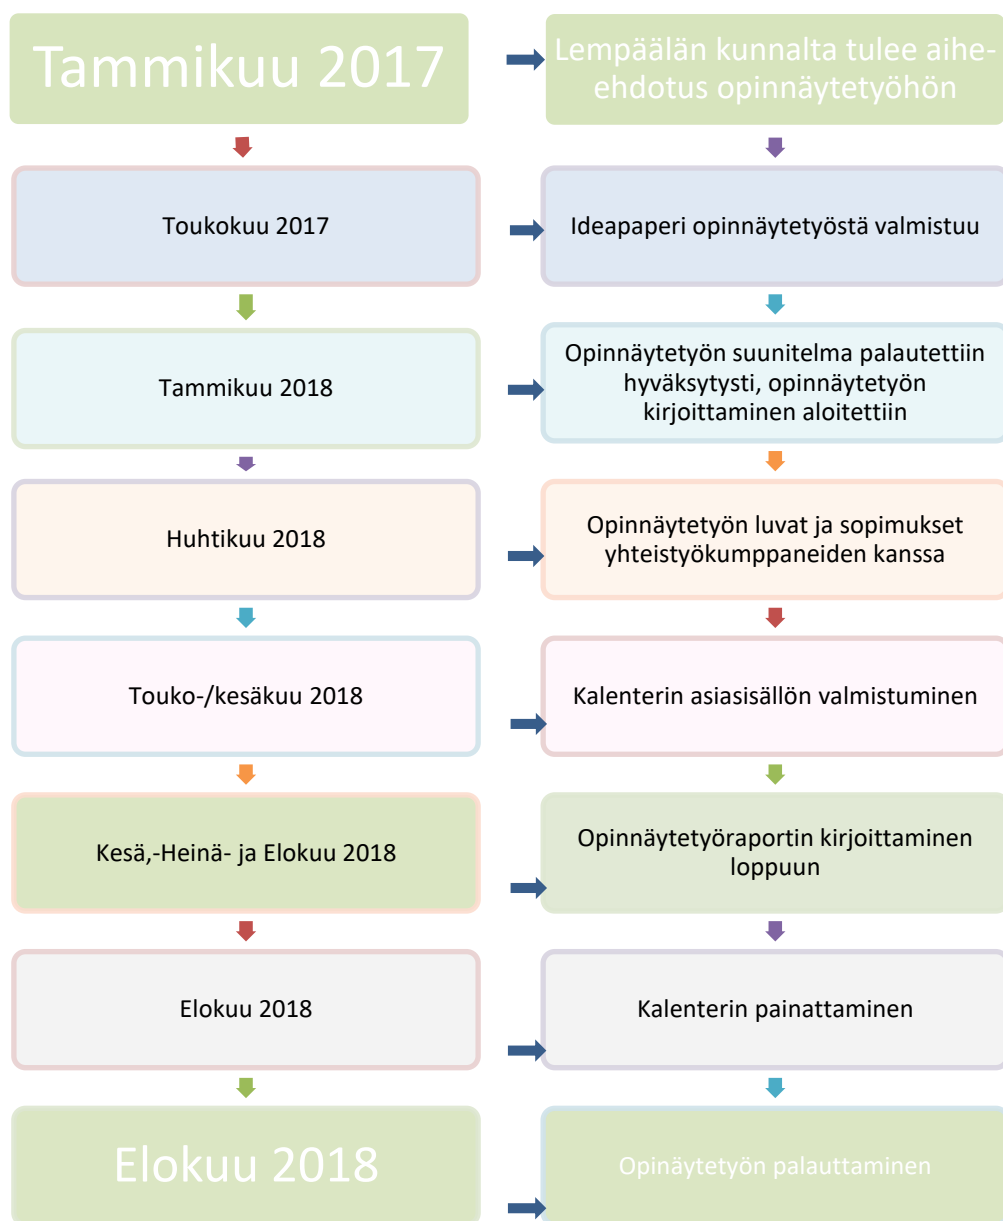 Tammikuu 2017
Lempäälän kunnalta tulee aihe-
ehdotus opinnäytetyöhön
Toukokuu 2017
Ideapaperi opinnäytetyöstä valmistuu
Tammikuu 2018
Opinnäytetyön suunitelma palautettiin
hyväksytysti, opinnäytetyön
kirjoittaminen aloitettiin
Huhtikuu 2018
Opinnäytetyön luvat ja sopimukset
yhteistyökumppaneiden kanssa
Touko-/kesäkuu 2018
Kalenterin asiasisällön valmistuminen
Kesä,-Heinä- ja Elokuu 2018
Opinnäytetyöraportin kirjoittaminen
loppuun
Elokuu 2018
Kalenterin painattaminen
Elokuu 2018
Opinäytetyön palauttaminen